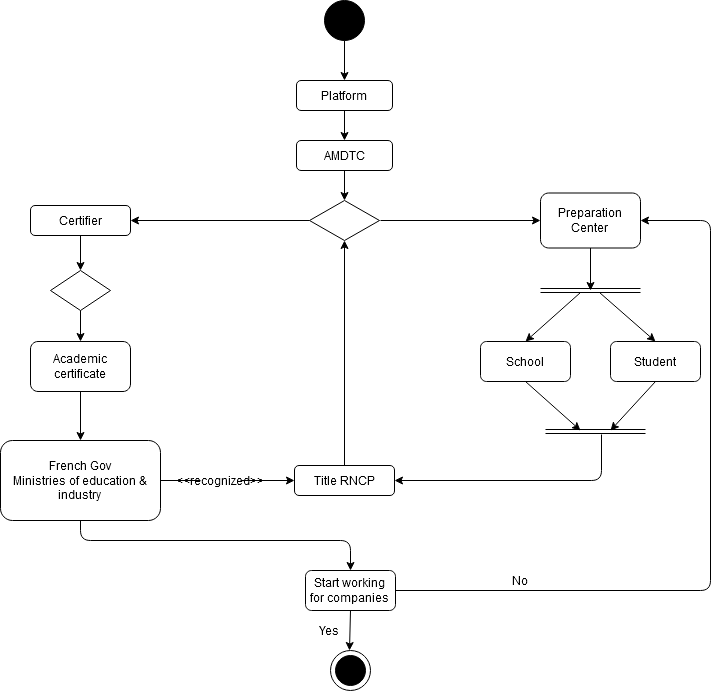 Platform
AMDTC
Certifier
Preparation
Center
Academic
certificate
School
Student
French Gov
Ministries of education &
industry
<<recognized>>
Title RNCP
Start working
for companies
No
Yes